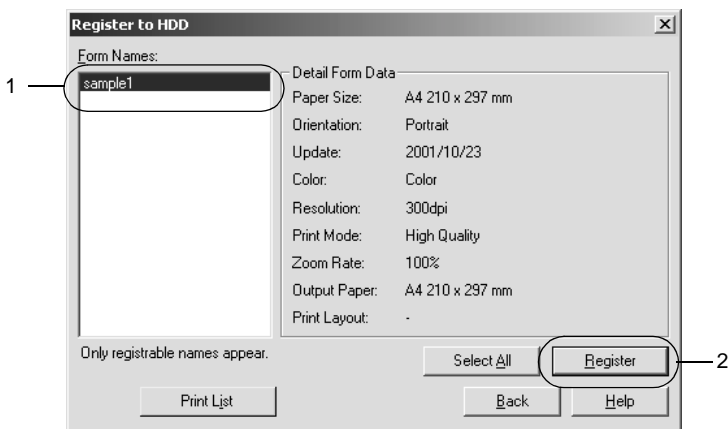 Register to HDD
Form Names:
1
sample1
Detail Form Data
Paper Size: A4 210 x 297 mm
Orientation: Portrait
Update: 2001/10/23
Color: Color
Resolution: 300dpi
Print Mode: High Quality
Zoom Rate: 100%
Output Paper: A4 210 x 297 mm
Print Layout: -
Only registrable names appear.
Select All
Register
2
Print List
Back
Help